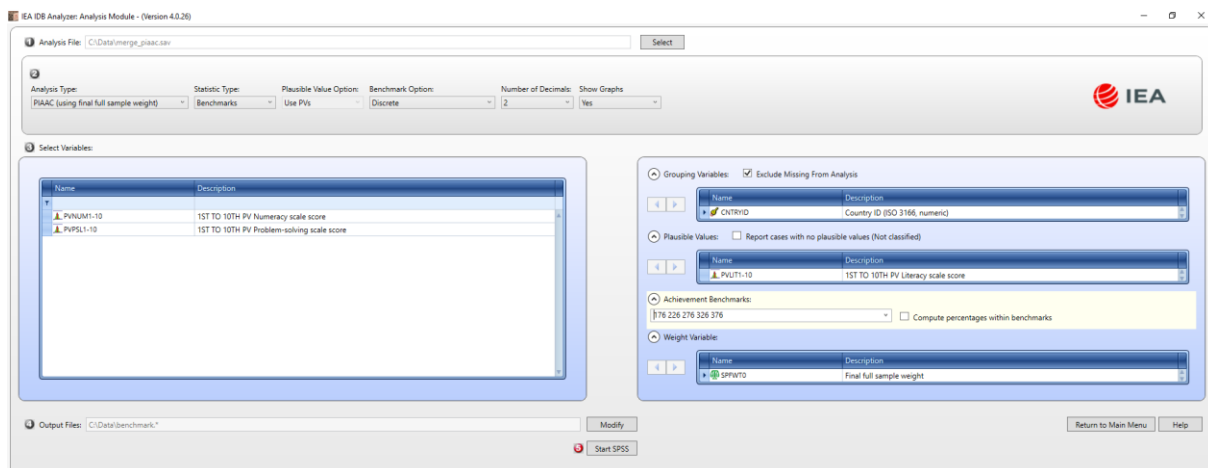 IEA IDB Analyzer: Analysis Module - (Version 4.0.26)
1 Analysis File: C:\Data\merge_piaac.sav Select
2
Analysis Type: Statistic Type: Plausible Value Option: Benchmark Option: Number of Decimals: Show Graphs
PIAAC (using final full sample weight) Benchmarks Use PVs Discrete 2 Yes
IEA
3 Select Variables:
Name Description
PVNUM1-10 1ST TO 10TH PV Numeracy scale score
PVPSL1-10 1ST TO 10TH PV Problem-solving scale score
Grouping Variables: Exclude Missing From Analysis
Name Description
CNTRYID Country ID (ISO 3166, numeric)
Plausible Values: Report cases with no plausible values (Not classified)
Name Description
PVLIT1-10 1ST TO 10TH PV Literacy scale score
Achievement Benchmarks:
176 226 276 326 376 Compute percentages within benchmarks
Weight Variable:
Name Description
SPFWT0 Final full sample weight
4 Output Files: C:\Data\benchmark.* Modify
Return to Main Menu Help
5 Start SPSS